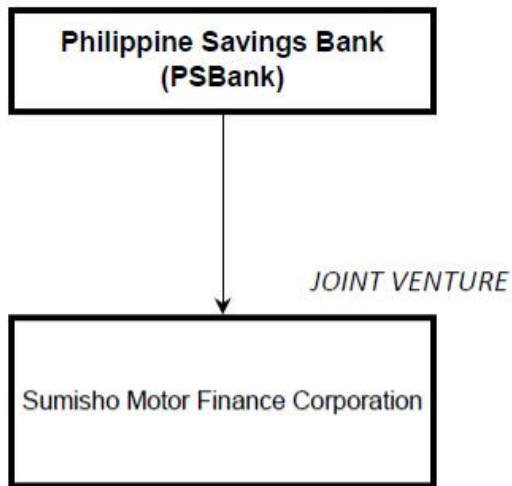 Philippine Savings Bank
(PSBank)
JOINT VENTURE
Sumisho Motor Finance Corporation